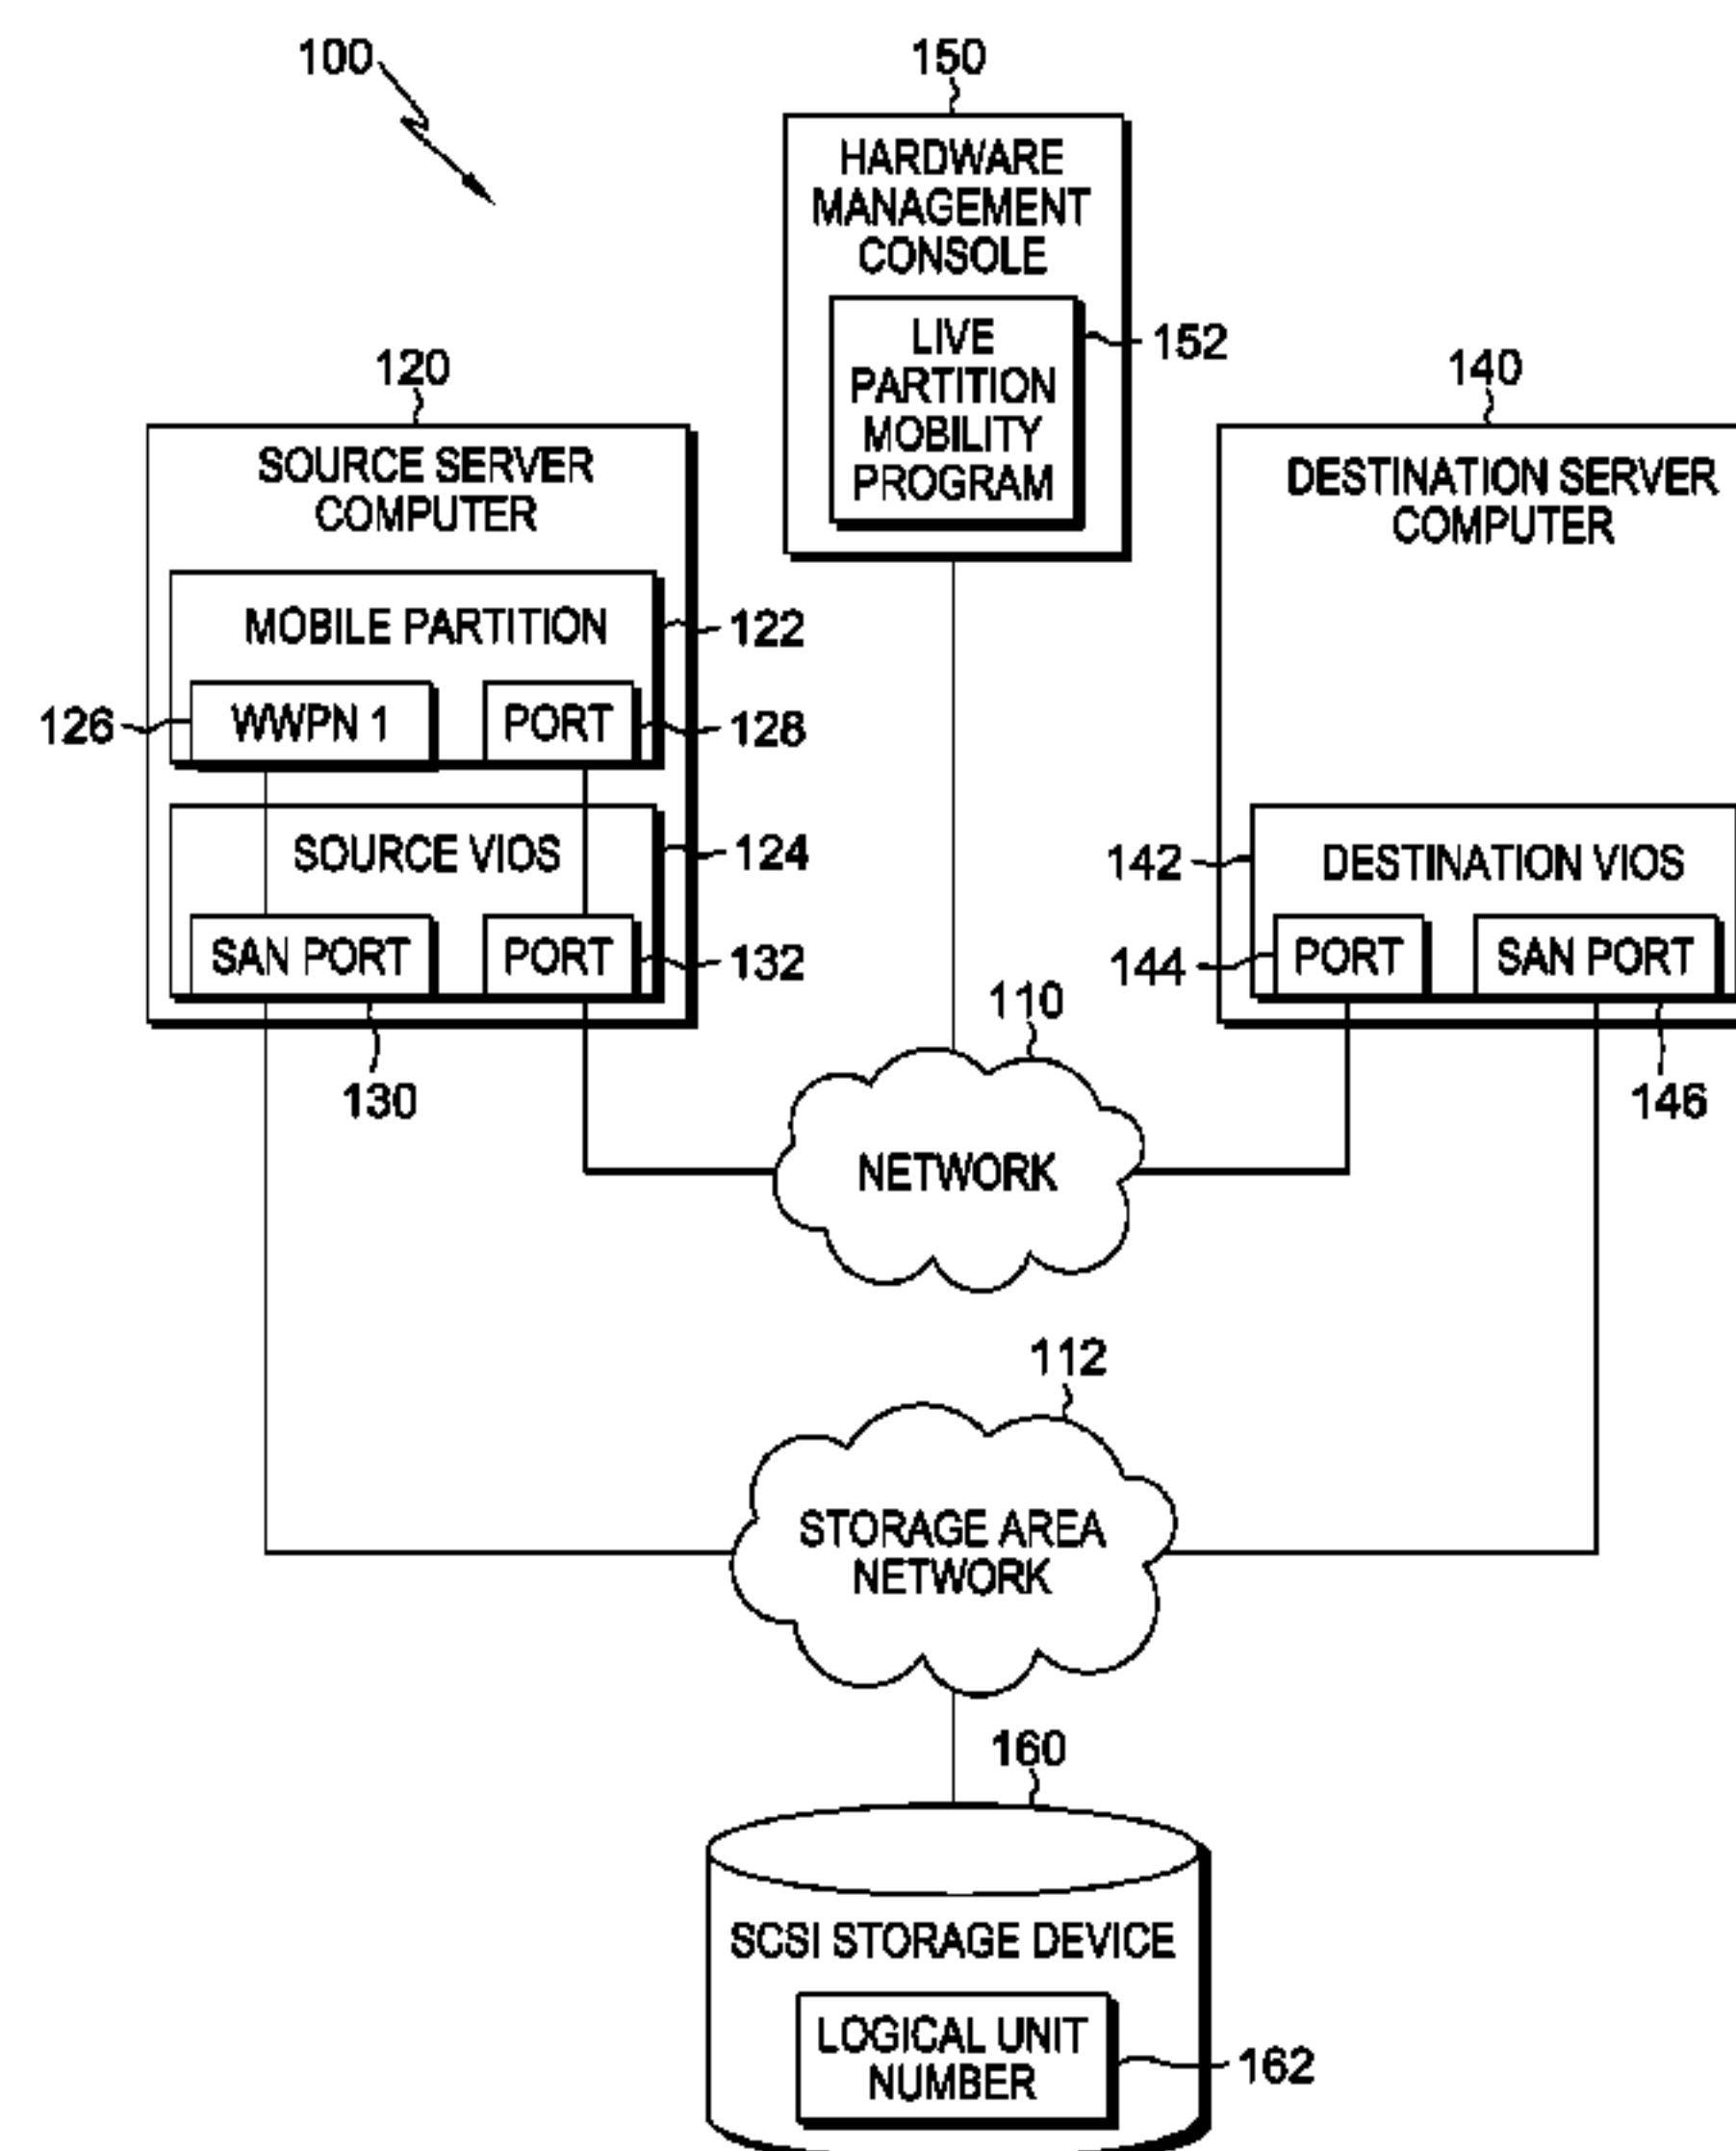 100
150
HARDWARE
MANAGEMENT
CONSOLE
LIVE
PARTITION
MOBILITY
PROGRAM
152
120
SOURCE SERVER
COMPUTER
MOBILE PARTITION
122
126
WWPN 1
PORT
128
SOURCE VIOS
124
SAN PORT
PORT
132
130
140
DESTINATION SERVER
COMPUTER
142
DESTINATION VIOS
144
PORT
SAN PORT
146
110
NETWORK
112
STORAGE AREA
NETWORK
160
SCSI STORAGE DEVICE
LOGICAL UNIT
NUMBER
162